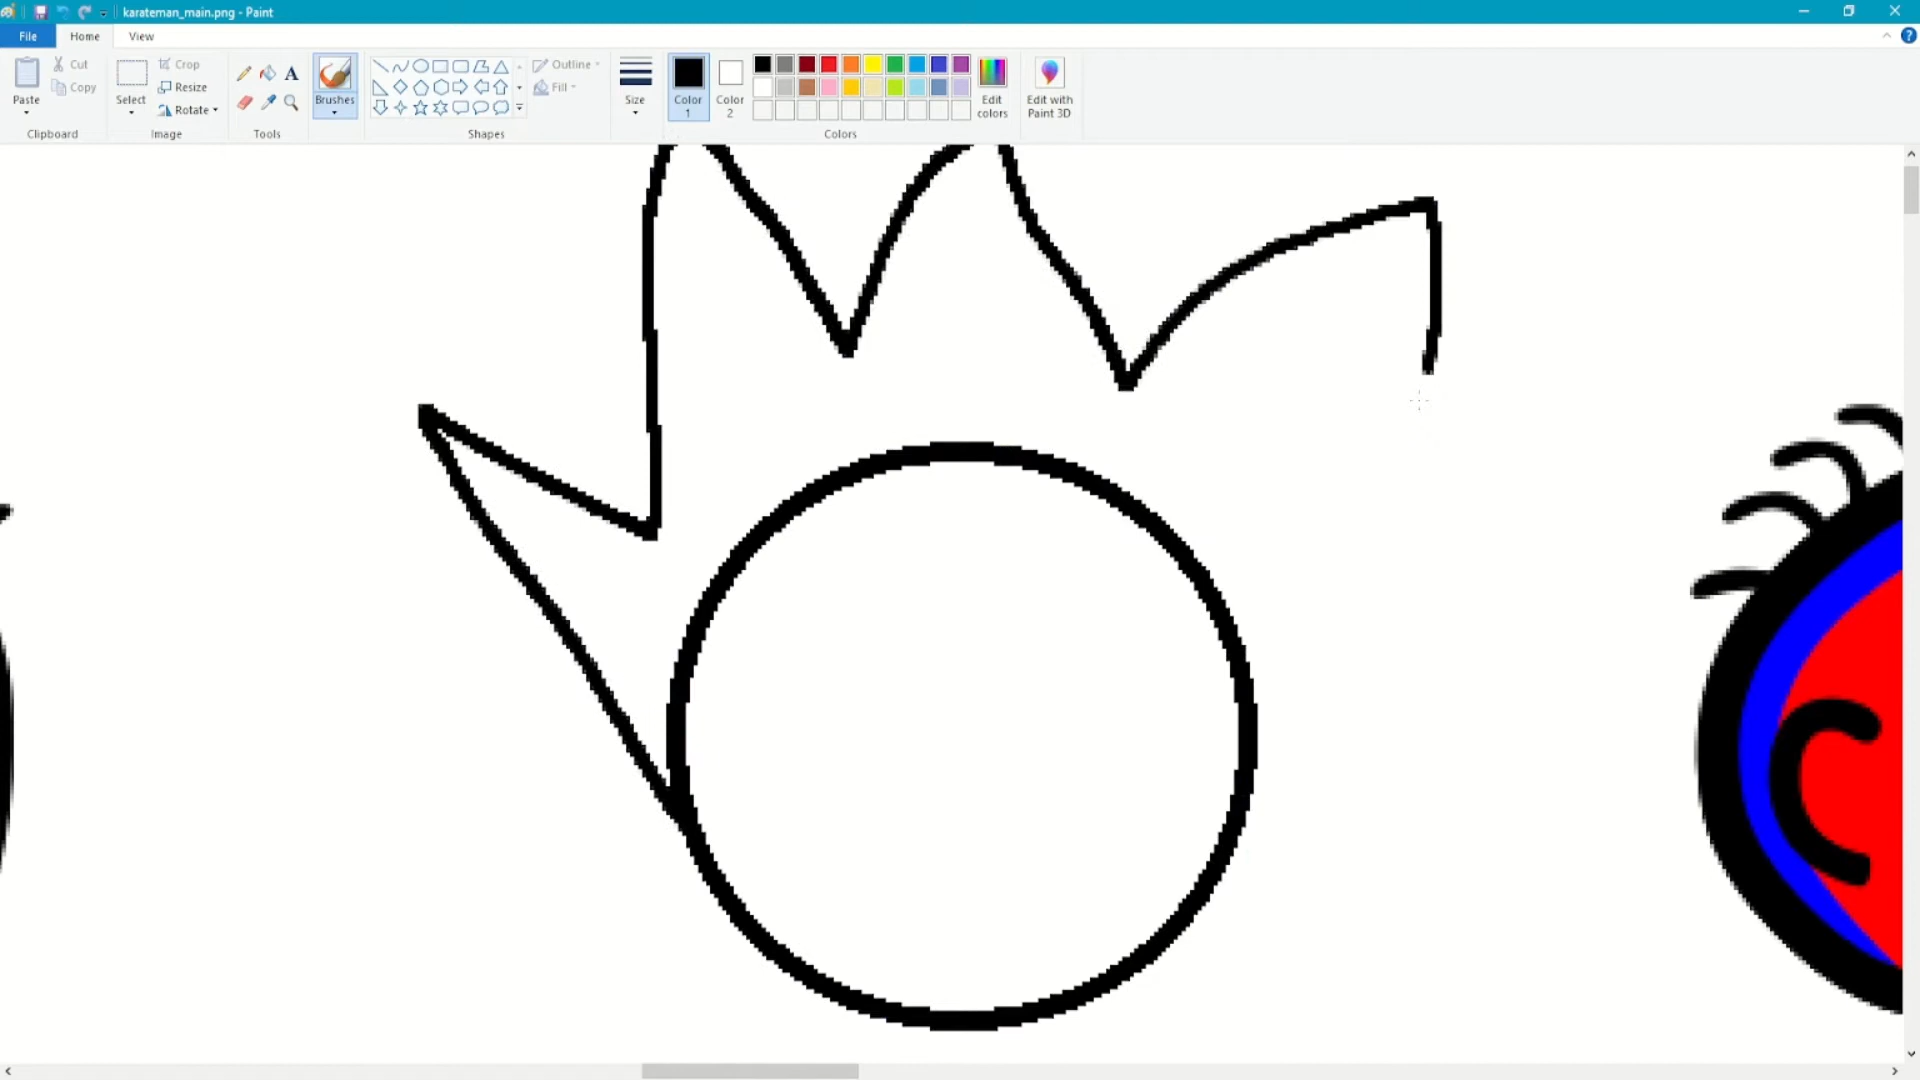 karateman_main.png - Paint
File Home View
Paste
Cut
Copy
Clipboard
Select
Crop
Resize
Rotate
Image
A
Tools
Brushes
Shapes
Outline
Fill
Size
Color 1
Color 2
Colors
Edit colors
Edit with Paint 3D